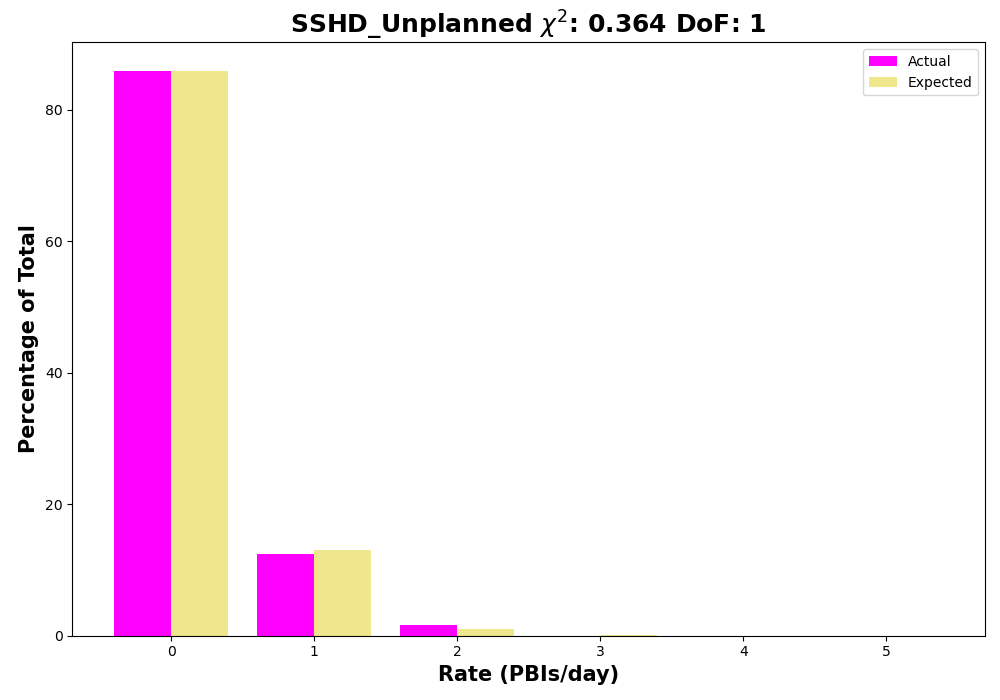 SSHD_Unplanned χ²: 0.364 DoF: 1
Actual
Expected
Percentage of Total
80
60
40
20
0
0 1 2 3 4 5
Rate (PBIs/day)